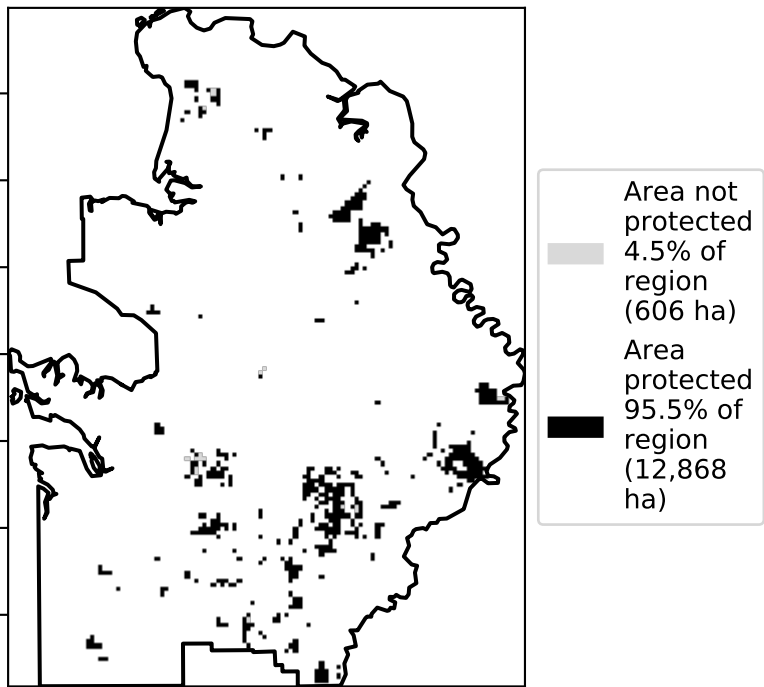 Area not
protected
4.5% of
region
(606 ha)
Area
protected
95.5% of
region
(12,868
ha)